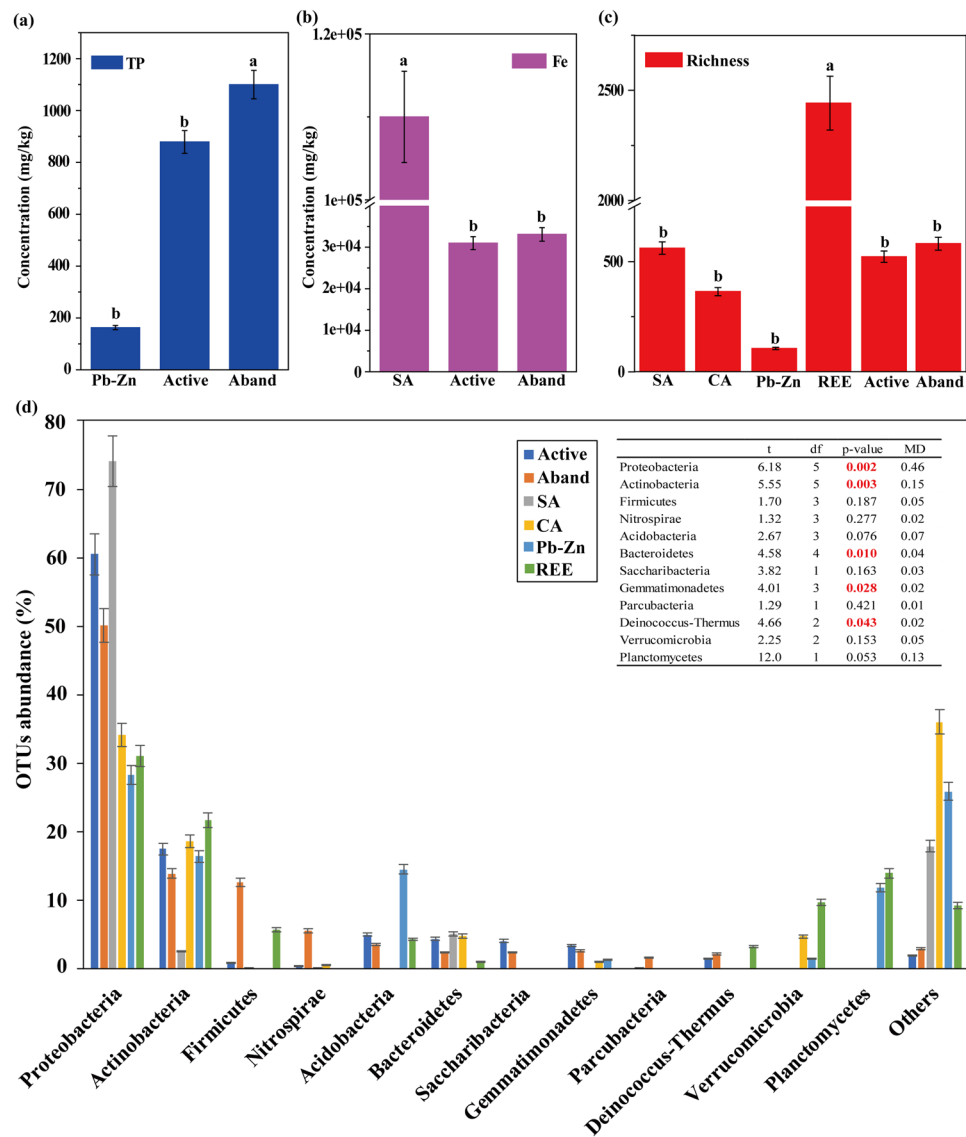 (a)
TP
Concentration (mg/kg)
1200
1000
800
600
400
200
0
b
b
a
Pb-Zn Active Aband
(b)
Fe
Concentration (mg/kg)
1.2e+05
1e+05
3e+04
1e+04
0
a
b
b
SA Active Aband
(c)
Richness
2500
2000
500
0
b
b
b
a
b
b
SA CA Pb-Zn REE Active Aband
(d)
OTUs abundance (%)
80
70
60
50
40
30
20
10
0
Active
Aband
SA
CA
Pb-Zn
REE
t df p-value MD
Proteobacteria 6.18 5 0.002 0.46
Actinobacteria 5.55 5 0.003 0.15
Firmicutes 1.70 3 0.187 0.05
Nitrospirae 1.32 3 0.277 0.02
Acidobacteria 2.67 3 0.076 0.07
Bacteroidetes 4.58 4 0.010 0.04
Saccharibacteria 3.82 1 0.163 0.03
Gemmatimonadetes 4.01 3 0.028 0.02
Parcubacteria 1.29 1 0.421 0.01
Deinococcus-Thermus 4.66 2 0.043 0.02
Verrucomicrobia 2.25 2 0.153 0.05
Planctomycetes 12.0 1 0.053 0.13
Proteobacteria
Actinobacteria
Firmicutes
Nitrospirae
Acidobacteria
Bacteroidetes
Saccharibacteria
Gemmatimonadetes
Parcubacteria
Deinococcus-Thermus
Verrucomicrobia
Planctomycetes
Others